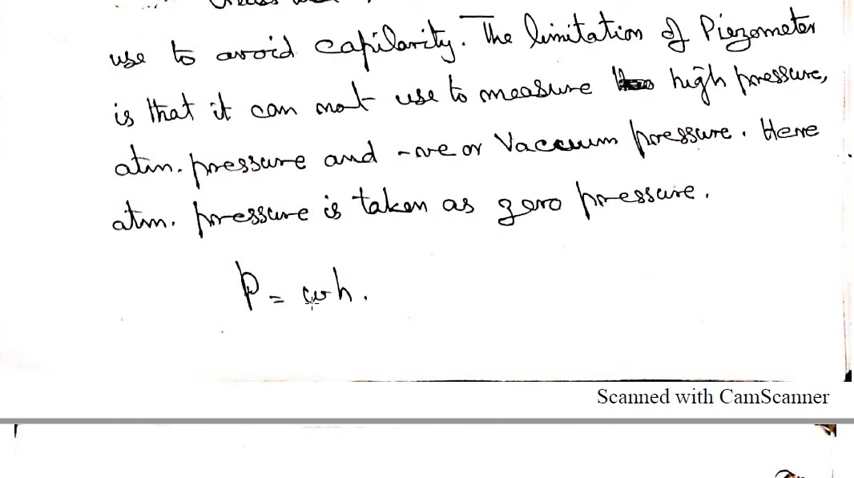 use to avoid capilarity. The limitation of Piezometer
is that it can not use to measure high pressure,
atm. pressure and -ve or Vaccuum pressure. Here
atm. pressure is taken as zero pressure.
P = wh.
Scanned with CamScanner